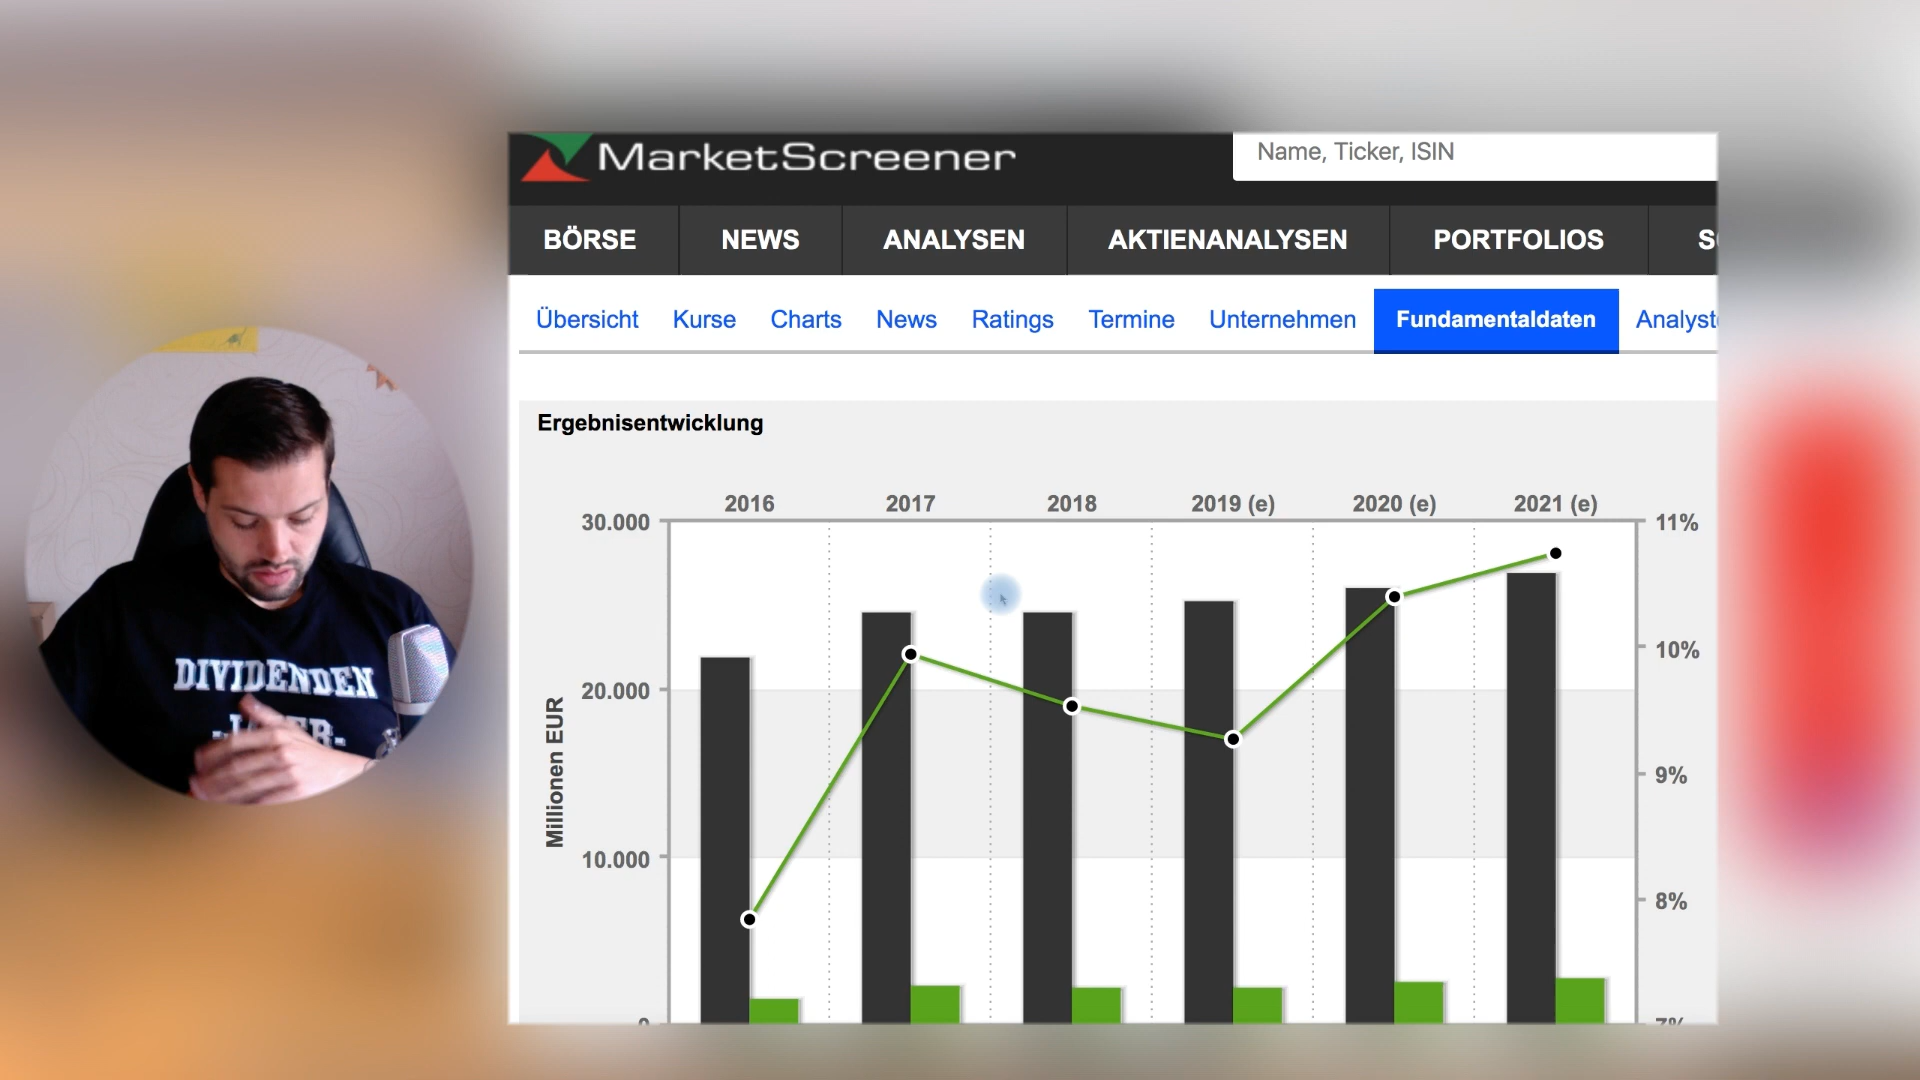 MarketScreener
Name, Ticker, ISIN
BÖRSE NEWS ANALYSEN AKTIENANALYSEN PORTFOLIOS
Übersicht Kurse Charts News Ratings Termine Unternehmen Fundamentaldaten
Ergebnisentwicklung
2016 2017 2018 2019 (e) 2020 (e) 2021 (e)
30.000 11%
10%
20.000
9%
10.000
8%
Millionen EUR
DIVIDENDEN